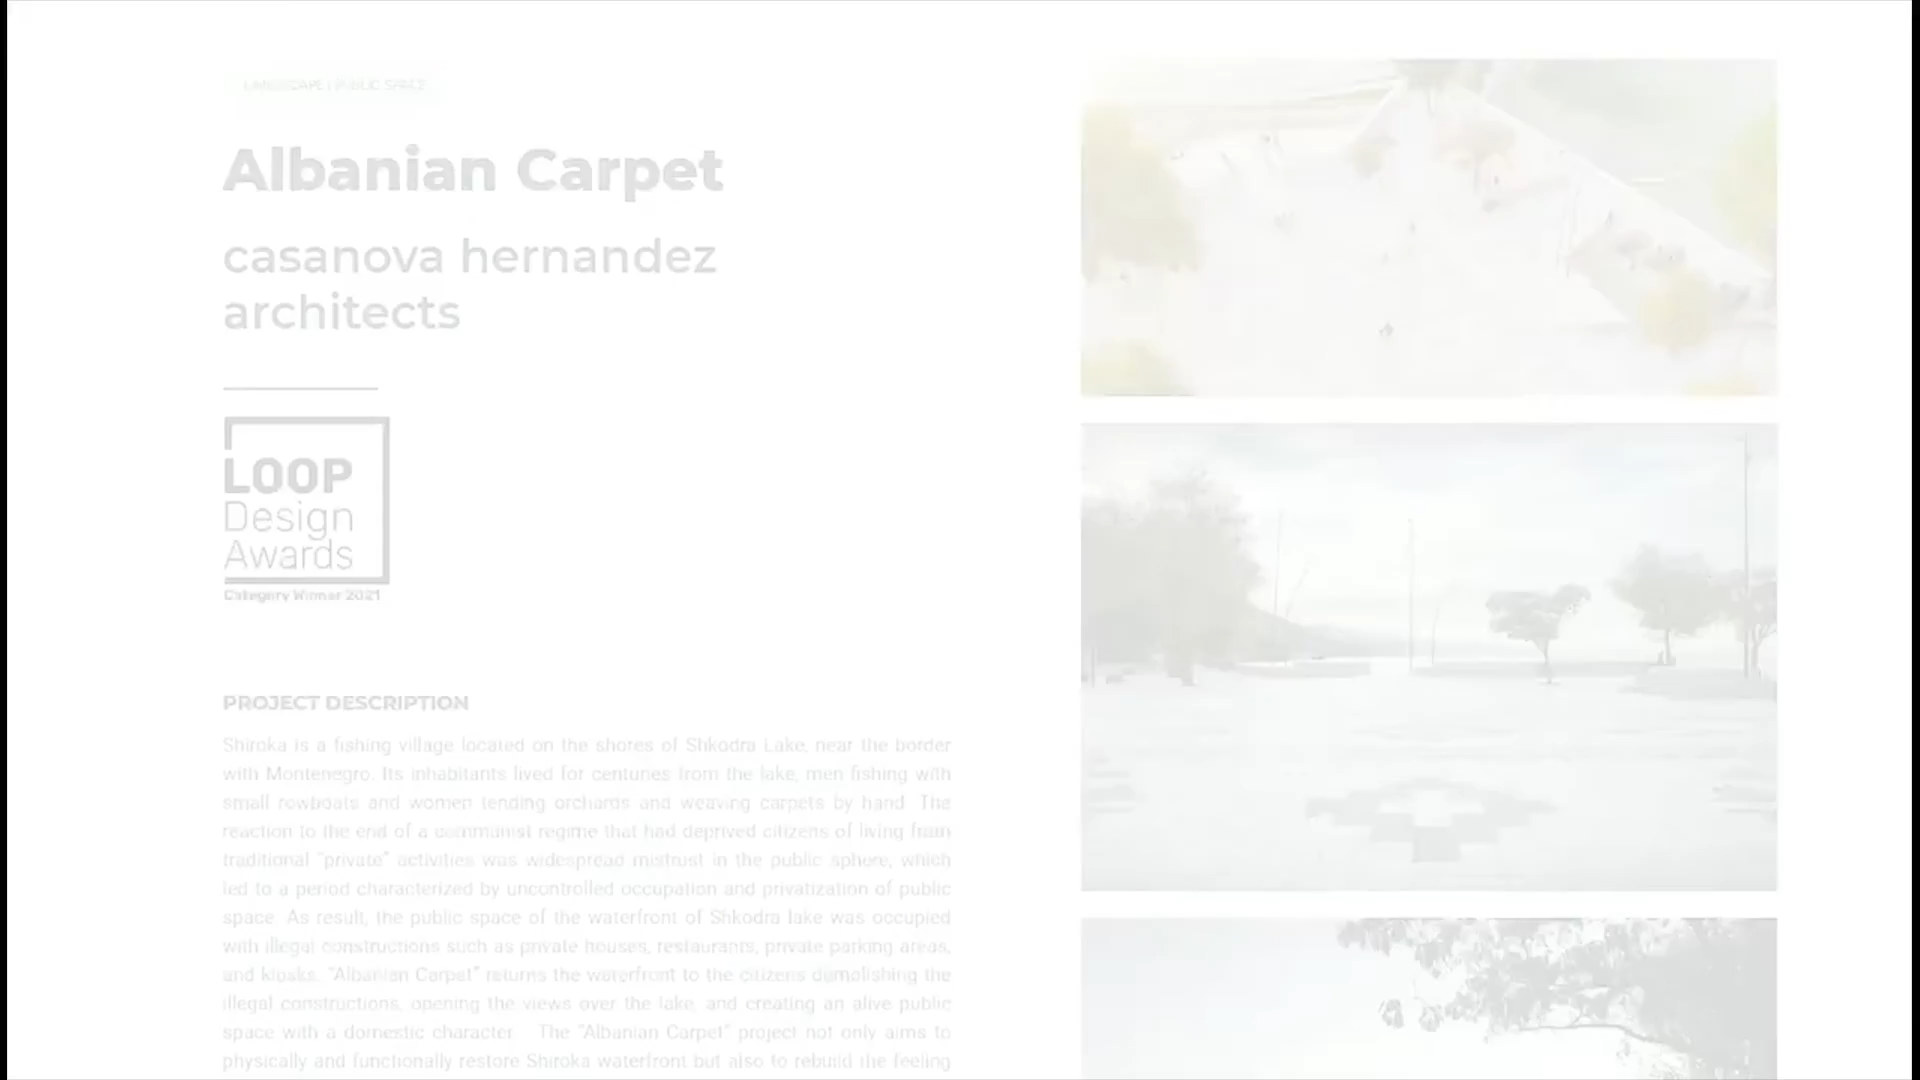 LANDSCAPE | PUBLIC SPACE
Albanian Carpet
casanova hernandez
architects
LOOP
Design
Awards
Category Winner 2021
PROJECT DESCRIPTION
Shiroka is a fishing village located on the shores of Shkodra Lake, near the border
with Montenegro. Its inhabitants lived for centuries from the lake, men fishing with
small rowboats and women tending orchards and weaving carpets by hand. The
reaction to the end of a communist regime that had deprived citizens of living from
traditional “private” activities was widespread mistrust in the public sphere, which
led to a period characterized by uncontrolled occupation and privatization of public
space. As result, the public space of the waterfront of Shkodra lake was occupied
with illegal constructions such as private houses, restaurants, private parking areas,
and kiosks. “Albanian Carpet” returns the waterfront to the citizens demolishing the
illegal constructions, opening the views over the lake, and creating an alive public
space with a domestic character. The “Albanian Carpet” project not only aims to
physically and functionally restore Shiroka waterfront but also to rebuild the feeling